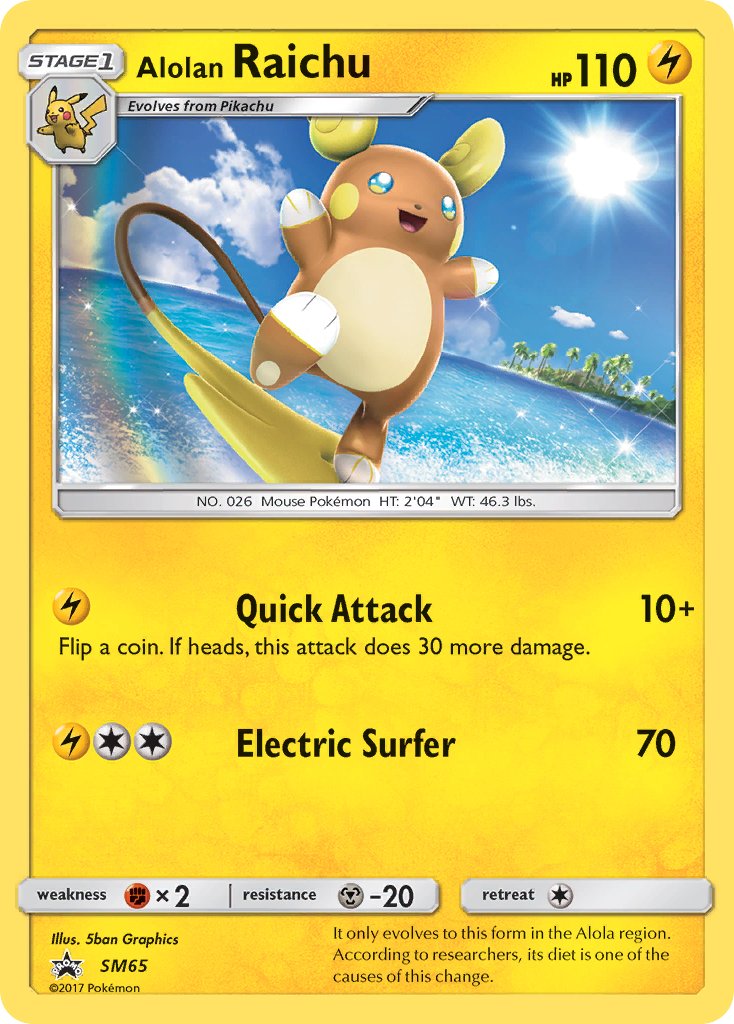 STAGE1
Alolan Raichu
HP 110
Evolves from Pikachu
NO. 026 Mouse Pokémon HT: 2'04" WT: 46.3 lbs.
Quick Attack 10+
Flip a coin. If heads, this attack does 30 more damage.
Electric Surfer 70
weakness ×2 resistance -20 retreat
Illus. 5ban Graphics
PROMO SM65
©2017 Pokémon
It only evolves to this form in the Alola region.
According to researchers, its diet is one of the
causes of this change.